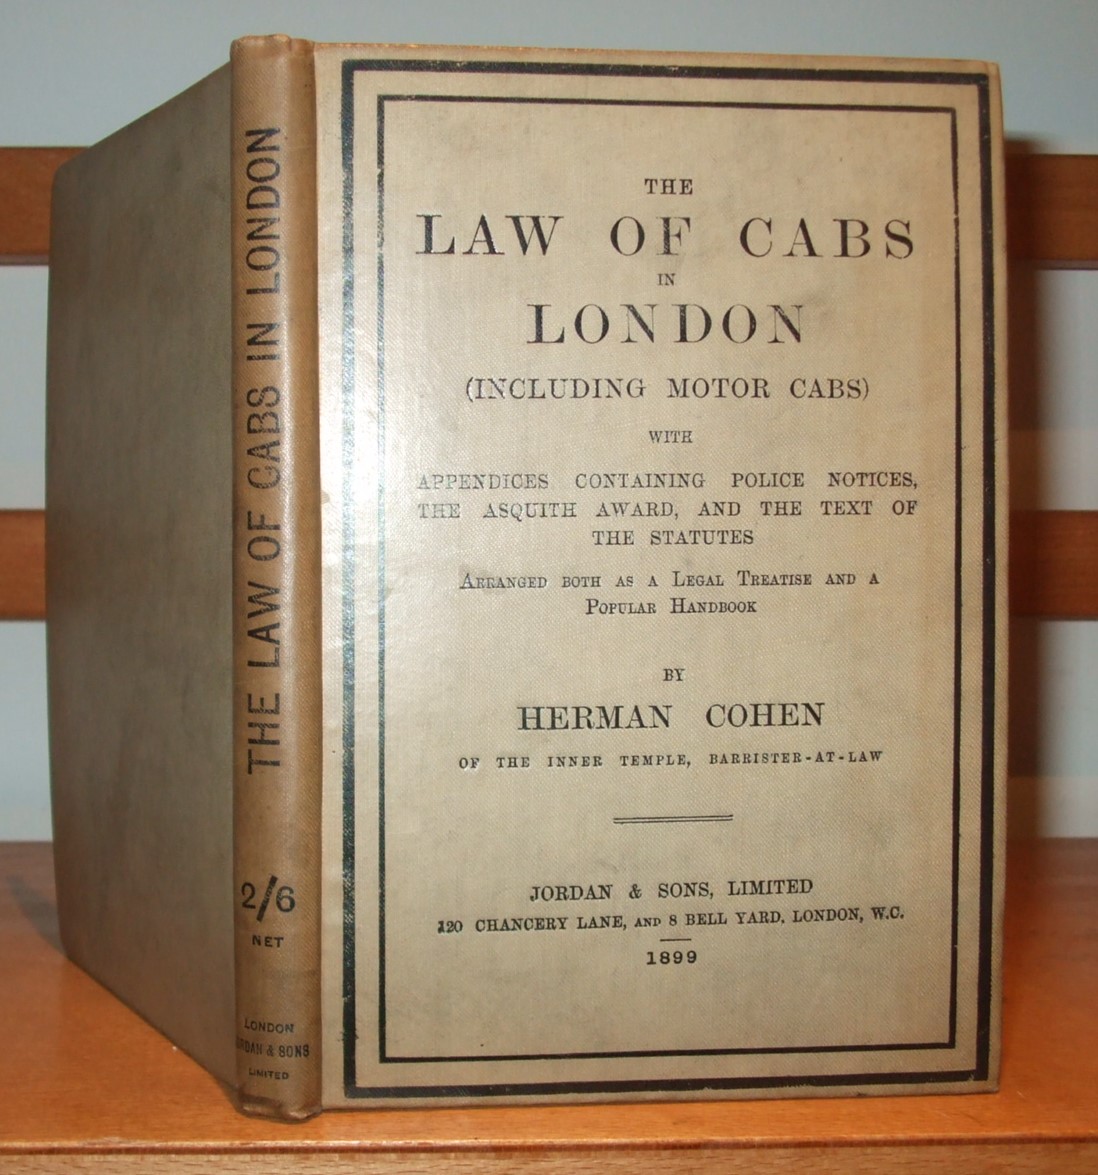 THE LAW OF CABS IN LONDON
2/6
NET
LONDON
JORDAN & SONS
LIMITED
THE
LAW OF CABS
IN
LONDON
(INCLUDING MOTOR CABS)
WITH
APPENDICES CONTAINING POLICE NOTICES,
THE ASQUITH AWARD, AND THE TEXT OF
THE STATUTES
ARRANGED BOTH AS A LEGAL TREATISE AND A
POPULAR HANDBOOK
BY
HERMAN COHEN
OF THE INNER TEMPLE, BARRISTER-AT-LAW
JORDAN & SONS, LIMITED
120 CHANCERY LANE, AND 8 BELL YARD, LONDON, W.C.
1899